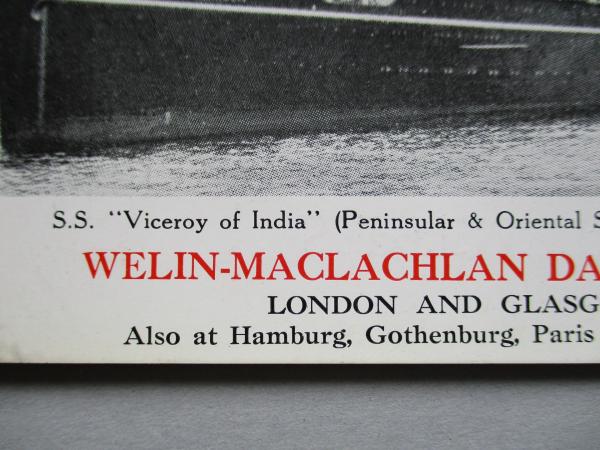 S.S. "Viceroy of India" (Peninsular & Oriental S
WELIN-MACLACHLAN DA
LONDON AND GLASG
Also at Hamburg, Gothenburg, Paris